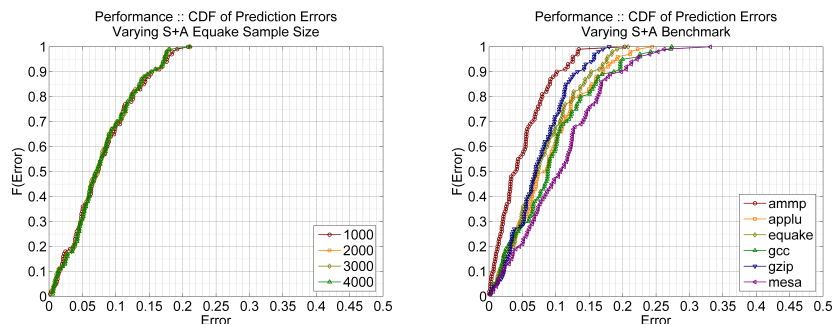 Performance :: CDF of Prediction Errors
Varying S+A Equake Sample Size
1
0.9
0.8
0.7
0.6
0.5
0.4
0.3
0.2
0.1
0
F(Error)
0 0.05 0.1 0.15 0.2 0.25 0.3 0.35 0.4 0.45 0.5
Error
1000
2000
3000
4000
Performance :: CDF of Prediction Errors
Varying S+A Benchmark
1
0.9
0.8
0.7
0.6
0.5
0.4
0.3
0.2
0.1
0
F(Error)
0 0.05 0.1 0.15 0.2 0.25 0.3 0.35 0.4 0.45 0.5
Error
ammp
applu
equake
gcc
gzip
mesa